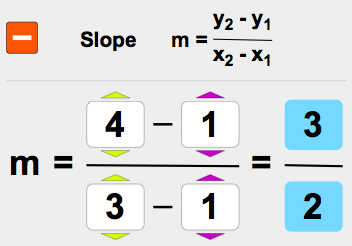 Slope m = y₂ - y₁
x₂ - x₁
m = 4 − 1 = 3
3 − 1 2